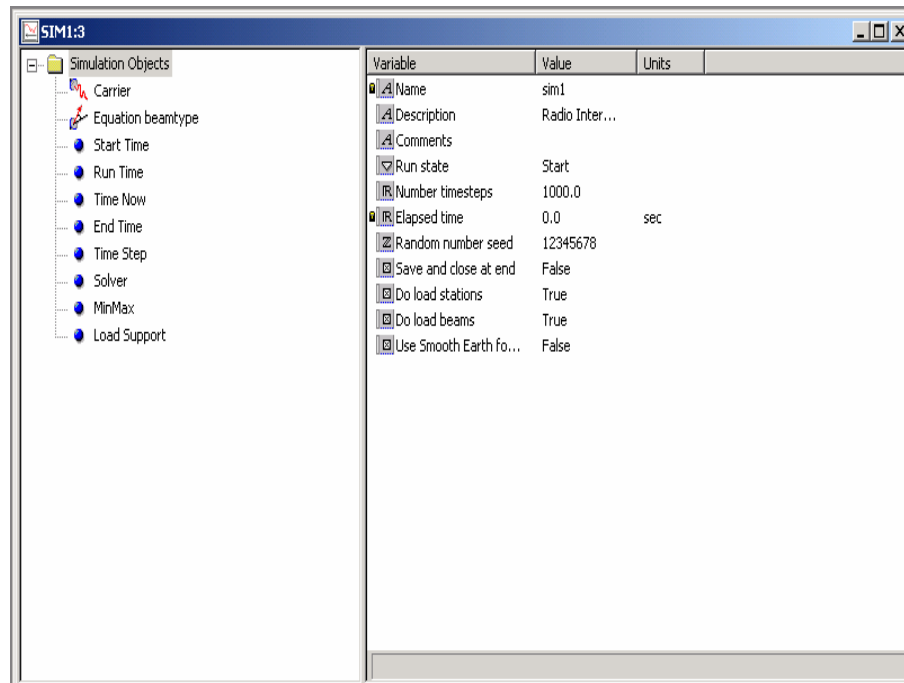 SIM1:3
Simulation Objects
Carrier
Equation beamtype
Start Time
Run Time
Time Now
End Time
Time Step
Solver
MinMax
Load Support
Variable Value Units
A Name sim1
A Description Radio Inter...
A Comments
Run state Start
R Number timesteps 1000.0
R Elapsed time 0.0 sec
Z Random number seed 12345678
Save and close at end False
Do load stations True
Do load beams True
Use Smooth Earth fo... False